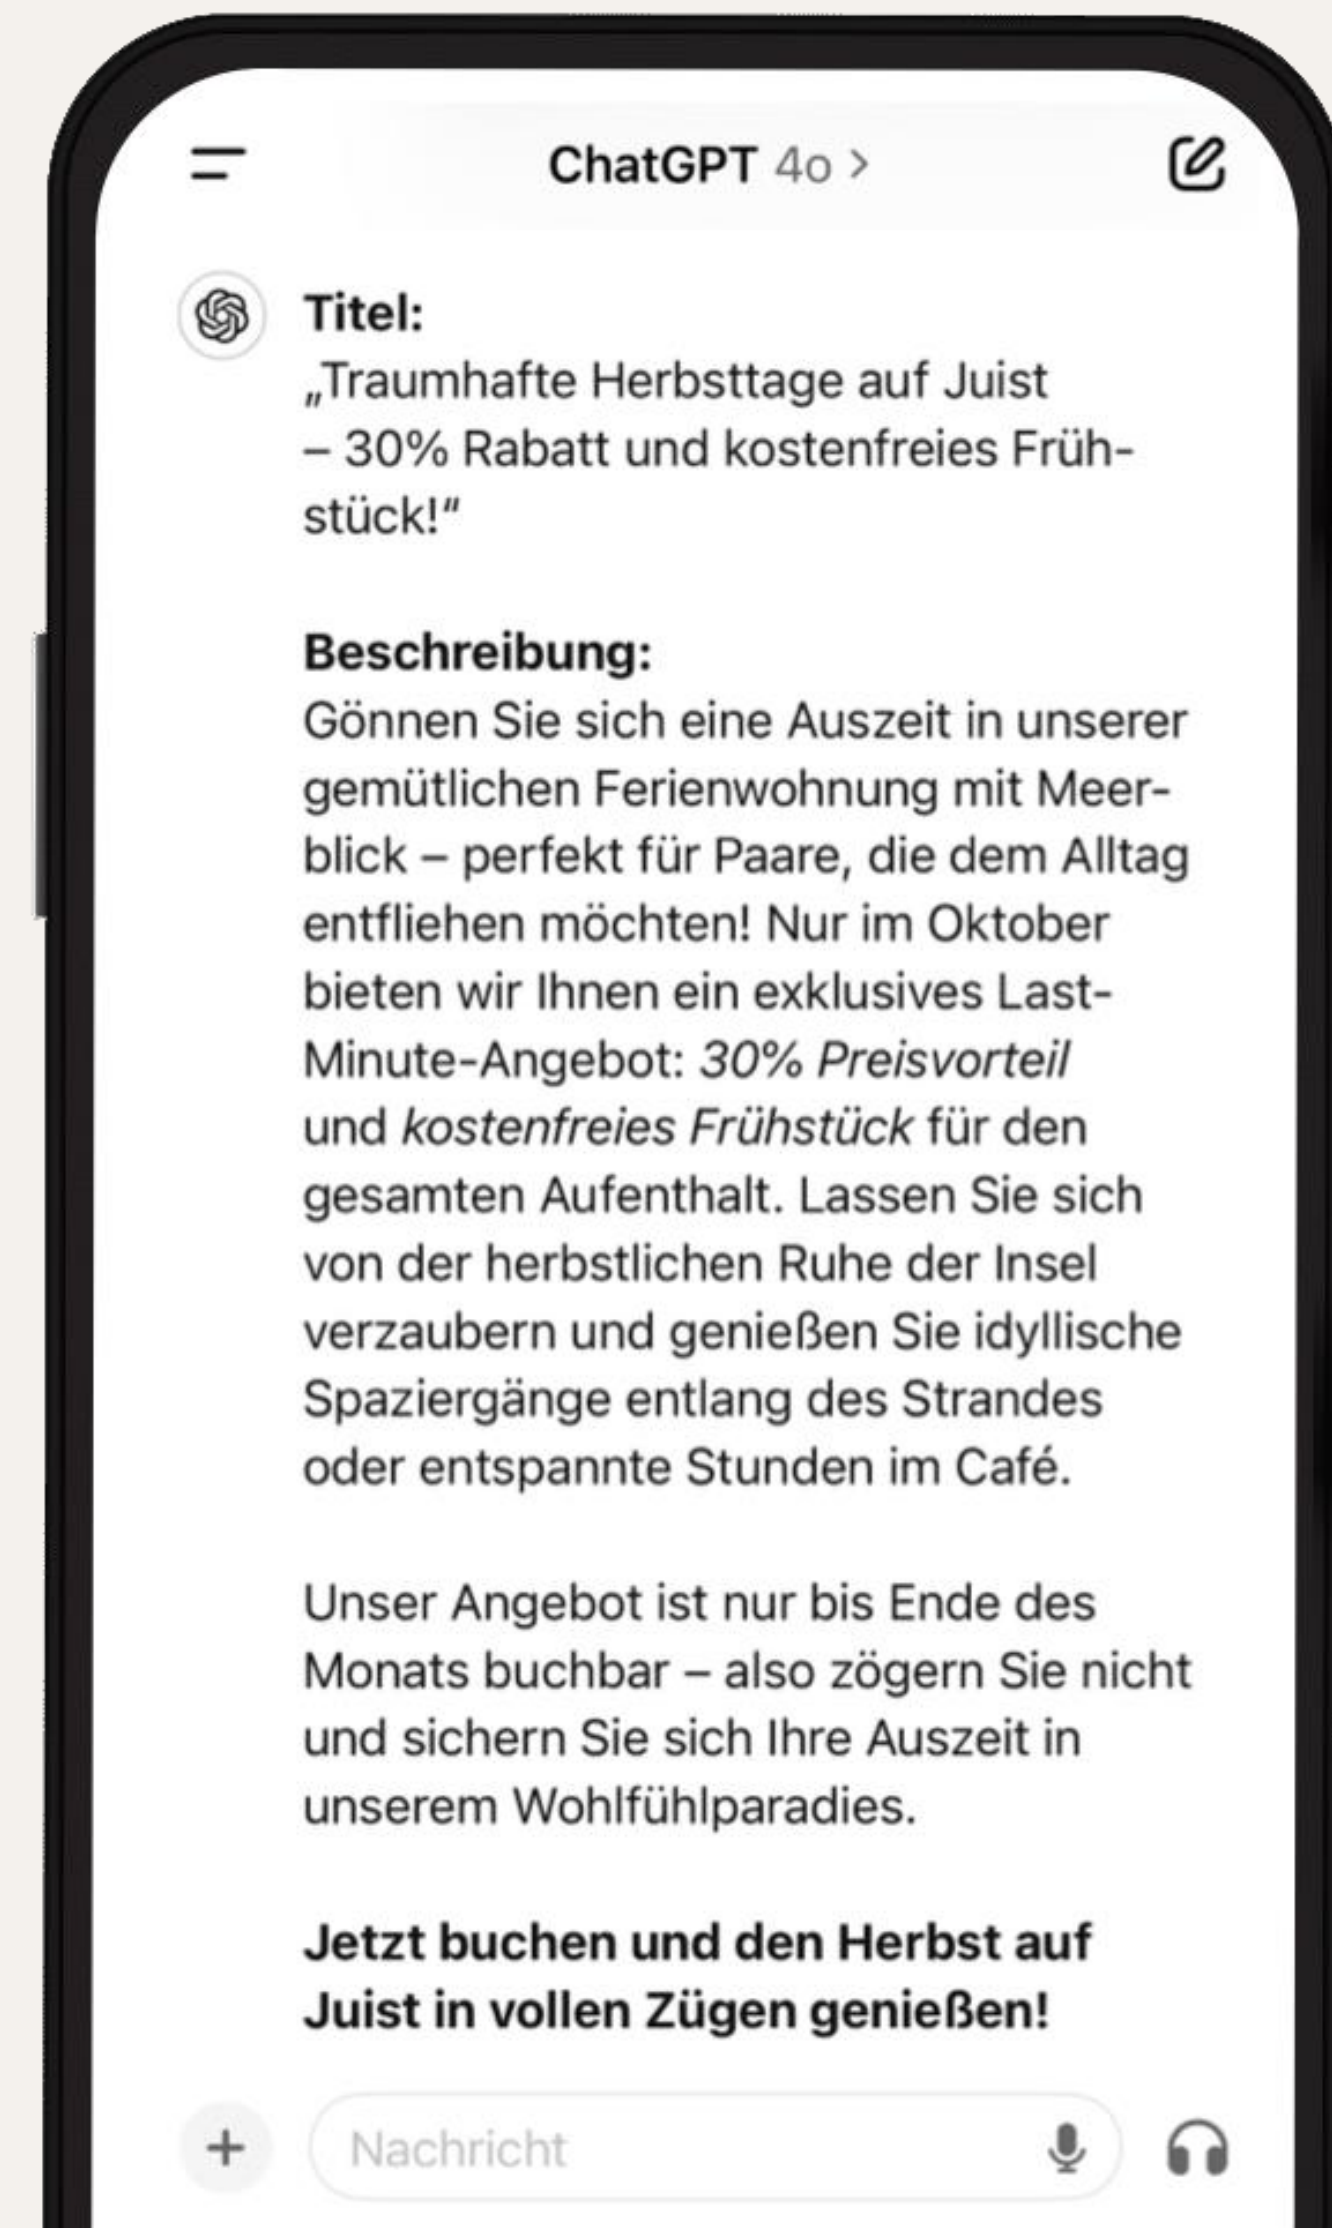 ChatGPT 4o >
Titel:
„Traumhafte Herbsttage auf Juist
– 30% Rabatt und kostenfreies Früh-
stück!“
Beschreibung:
Gönnen Sie sich eine Auszeit in unserer
gemütlichen Ferienwohnung mit Meer-
blick – perfekt für Paare, die dem Alltag
entfliehen möchten! Nur im Oktober
bieten wir Ihnen ein exklusives Last-
Minute-Angebot: 30% Preisvorteil
und kostenfreies Frühstück für den
gesamten Aufenthalt. Lassen Sie sich
von der herbstlichen Ruhe der Insel
verzaubern und genießen Sie idyllische
Spaziergänge entlang des Strandes
oder entspannte Stunden im Café.
Unser Angebot ist nur bis Ende des
Monats buchbar – also zögern Sie nicht
und sichern Sie sich Ihre Auszeit in
unserem Wohlfühlparadies.
Jetzt buchen und den Herbst auf
Juist in vollen Zügen genießen!
Nachricht